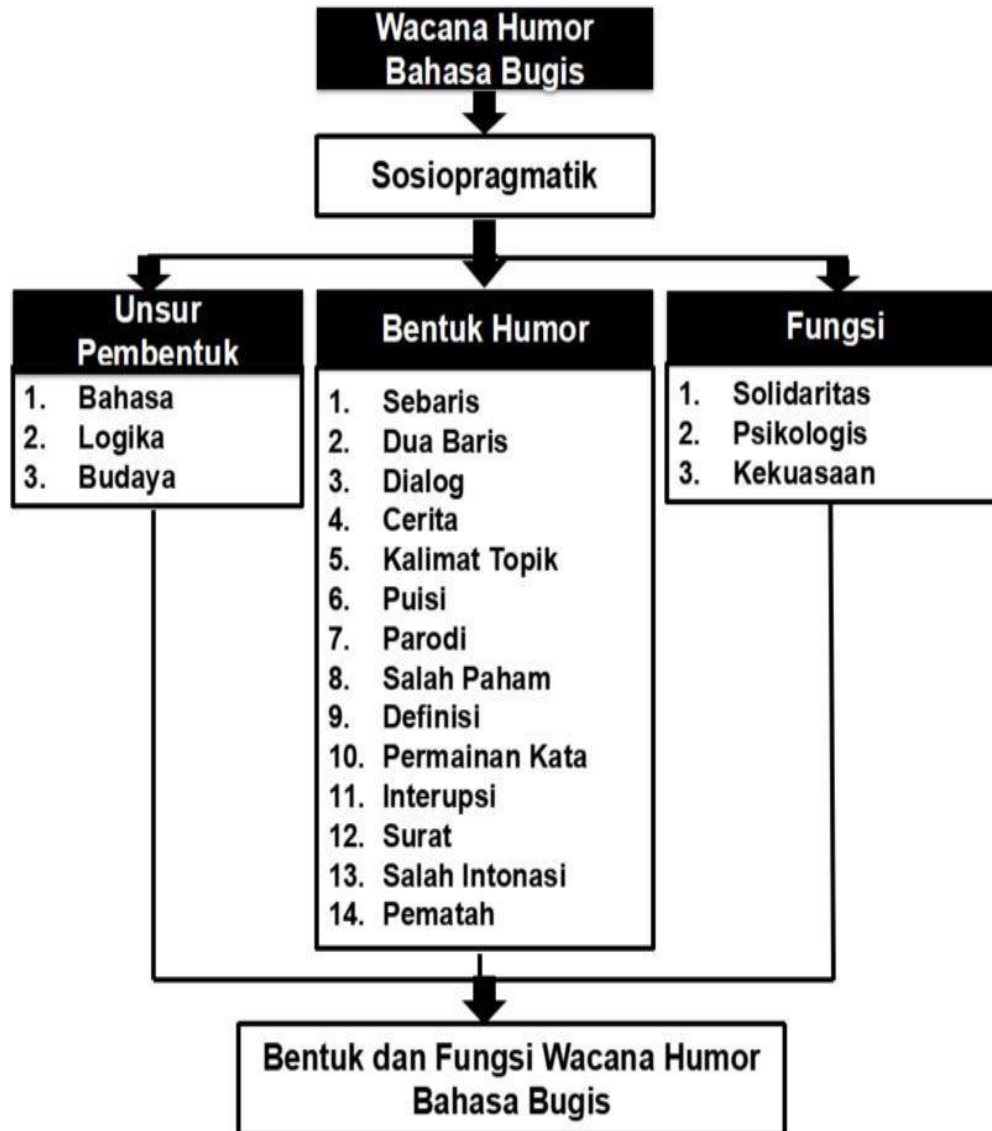 Wacana Humor
Bahasa Bugis
Sosiopragmatik
Unsur
Pembentuk
1. Bahasa
2. Logika
3. Budaya
Bentuk Humor
1. Sebaris
2. Dua Baris
3. Dialog
4. Cerita
5. Kalimat Topik
6. Puisi
7. Parodi
8. Salah Paham
9. Definisi
10. Permainan Kata
11. Interupsi
12. Surat
13. Salah Intonasi
14. Pematah
Fungsi
1. Solidaritas
2. Psikologis
3. Kekuasaan
Bentuk dan Fungsi Wacana Humor
Bahasa Bugis